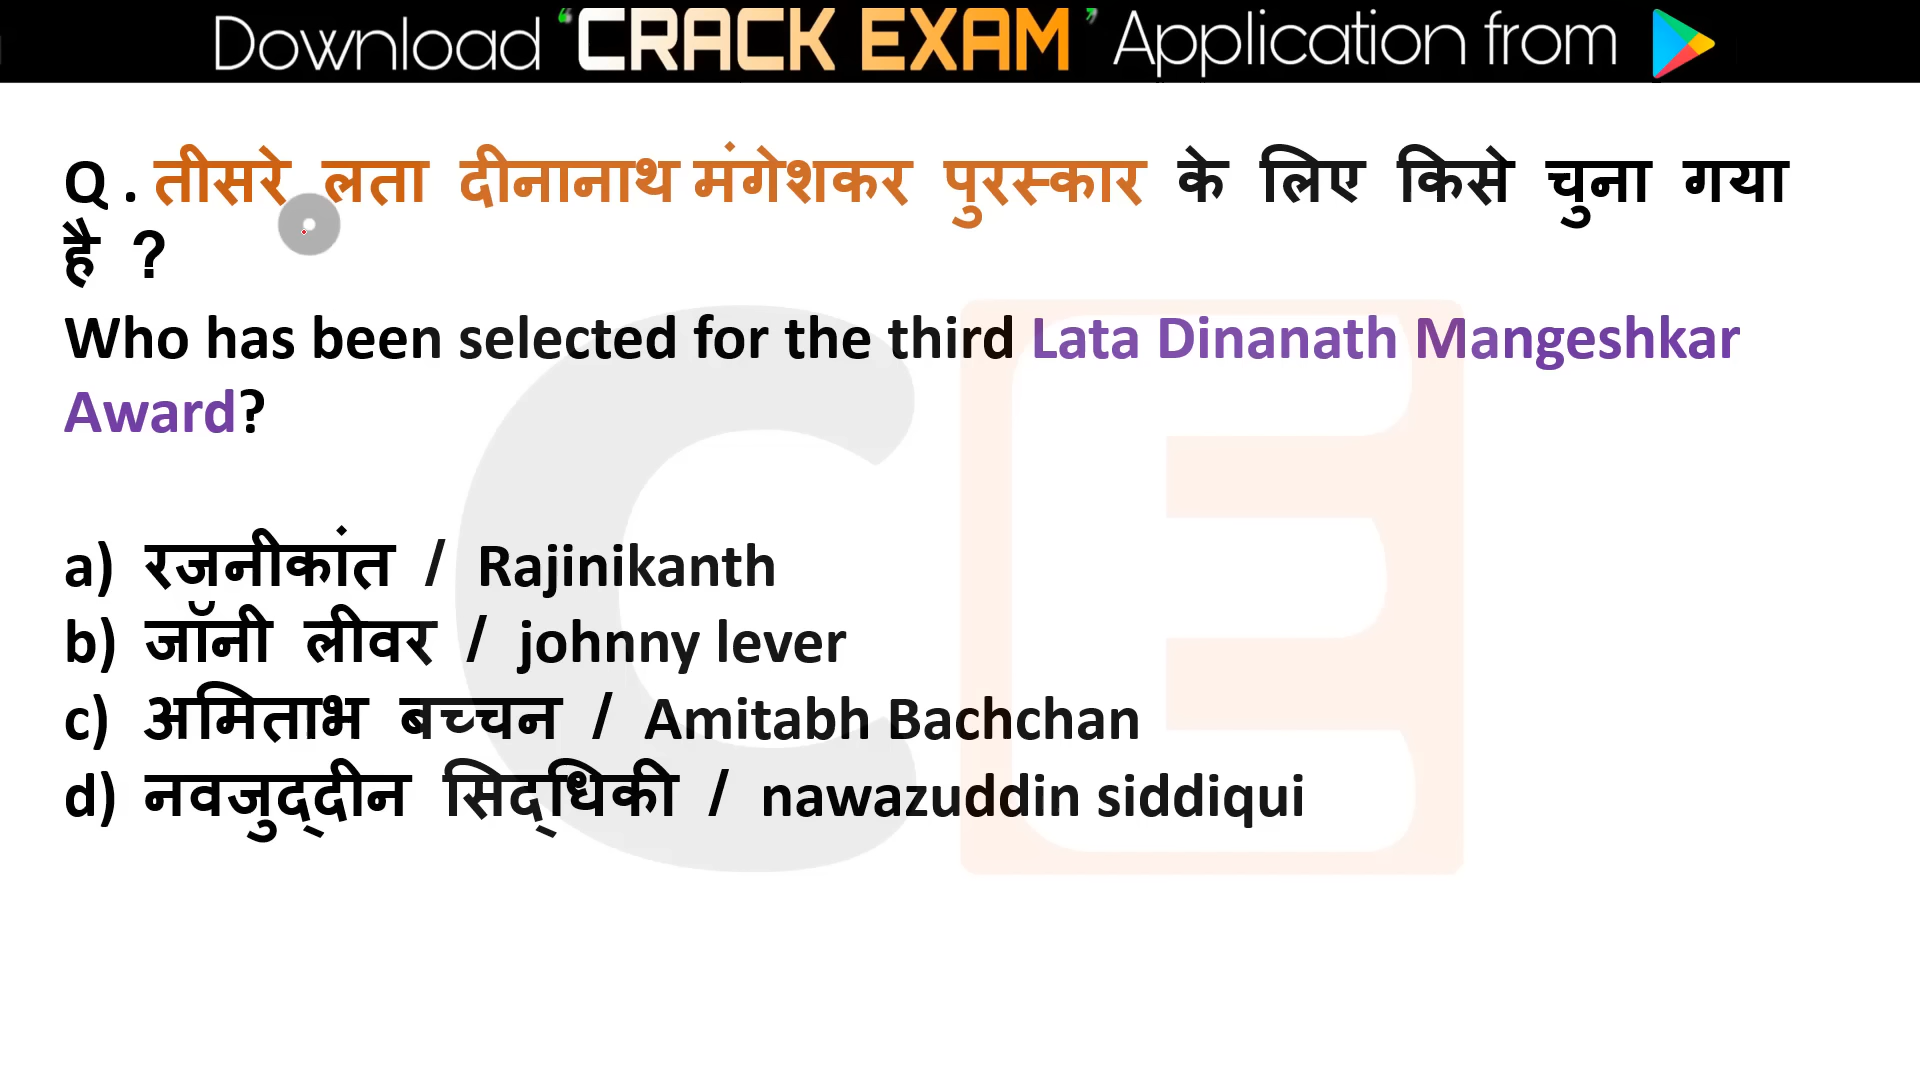 Download ‘CRACK EXAM’ Application from
Q . तीसरे लता दीनानाथ मंगेशकर पुरस्कार के लिए किसे चुना गया
है ?
Who has been selected for the third Lata Dinanath Mangeshkar
Award?
a) रजनीकांत / Rajinikanth
b) जॉनी लीवर / johnny lever
c) अमिताभ बच्चन / Amitabh Bachchan
d) नवजुद्दीन सिद्धिकी / nawazuddin siddiqui
CE